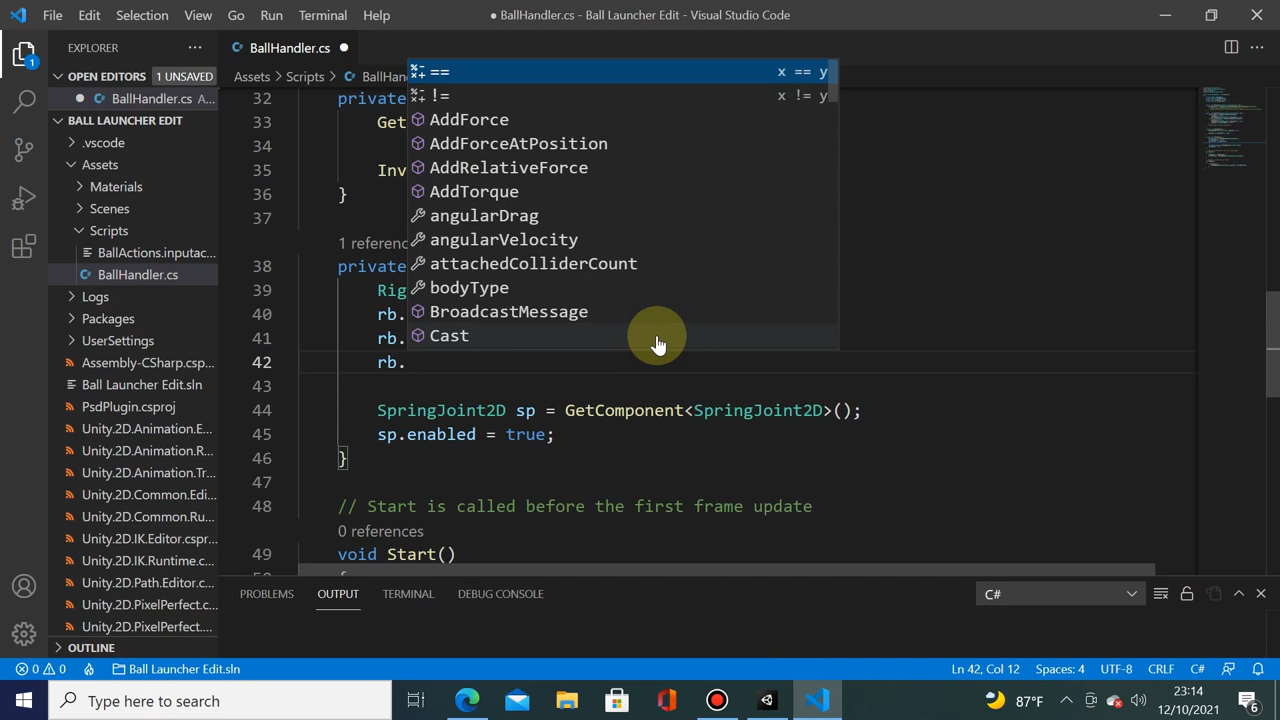 File Edit Selection View Go Run Terminal Help
● BallHandler.cs - Ball Launcher Edit - Visual Studio Code
EXPLORER
OPEN EDITORS 1 UNSAVED
BallHandler.cs A...
BALL LAUNCHER EDIT
.vscode
Assets
Materials
Scenes
Scripts
BallActions.inputac...
BallHandler.cs
Logs
Packages
UserSettings
Assembly-CSharp.csp...
Ball Launcher Edit.sln
PsdPlugin.csproj
Unity.2D.Animation.E...
Unity.2D.Animation.R...
Unity.2D.Animation.Tr...
Unity.2D.Common.Edi...
Unity.2D.Common.Ru...
Unity.2D.IK.Editor.cspr...
Unity.2D.IK.Runtime.c...
Unity.2D.Path.Editor.c...
Unity.2D.PixelPerfect.c...
Unity.2D.PixelPerfect...
OUTLINE
1
BallHandler.cs
Assets > Scripts > BallHand
== x == y
!= x != y
AddForce
AddForceAtPosition
AddRelativeForce
AddTorque
angularDrag
angularVelocity
attachedColliderCount
bodyType
BroadcastMessage
Cast
32 private
33 Get
34
35 Inv
36 }
37
1 referenc
38 private
39 Rig
40 rb.
41 rb.
42 rb.
43
44 SpringJoint2D sp = GetComponent<SpringJoint2D>();
45 sp.enabled = true;
46 }
47
48 // Start is called before the first frame update
0 references
49 void Start()
{
PROBLEMS OUTPUT TERMINAL DEBUG CONSOLE
C#
0 0 Ball Launcher Edit.sln
Ln 42, Col 12 Spaces: 4 UTF-8 CRLF C#
Type here to search
87°F
23:14
12/10/2021
6